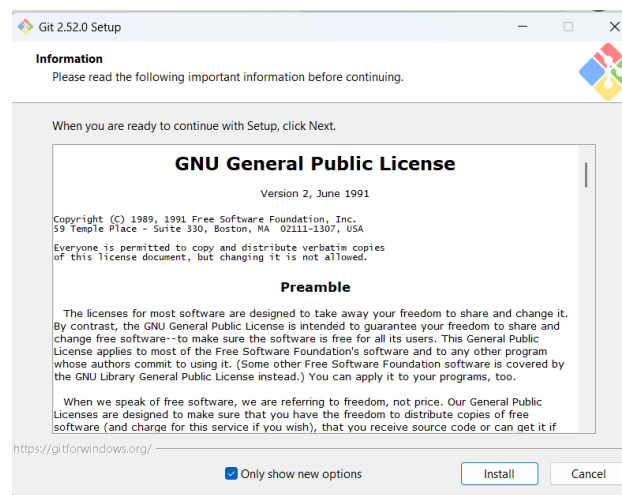 Git 2.52.0 Setup
Information
Please read the following important information before continuing.
When you are ready to continue with Setup, click Next.
GNU General Public License
Version 2, June 1991
Copyright (C) 1989, 1991 Free Software Foundation, Inc.
59 Temple Place - Suite 330, Boston, MA  02111-1307, USA
Everyone is permitted to copy and distribute verbatim copies
of this license document, but changing it is not allowed.
Preamble
The licenses for most software are designed to take away your freedom to share and change it.
By contrast, the GNU General Public License is intended to guarantee your freedom to share and
change free software--to make sure the software is free for all its users. This General Public
License applies to most of the Free Software Foundation's software and to any other program
whose authors commit to using it. (Some other Free Software Foundation software is covered by
the GNU Library General Public License instead.) You can apply it to your programs, too.
When we speak of free software, we are referring to freedom, not price. Our General Public
Licenses are designed to make sure that you have the freedom to distribute copies of free
software (and charge for this service if you wish), that you receive source code or can get it if
https://gitforwindows.org/
Only show new options
Install
Cancel